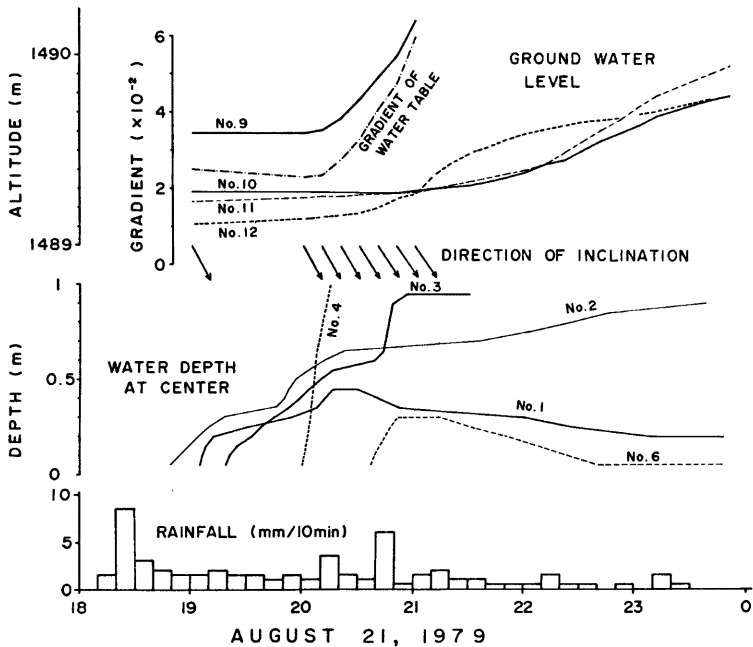 1490
1489
ALTITUDE (m)
6
4
2
0
GRADIENT (×10⁻²)
No.9
GRADIENT OF
WATER TABLE
GROUND WATER
LEVEL
No.10
No.11
No.12
DIRECTION OF INCLINATION
1
0.5
0
DEPTH (m)
WATER DEPTH
AT CENTER
No.4
No.3
No.2
No.1
No.6
10
5
0
RAINFALL (mm/10min)
18 19 20 21 22 23 0
AUGUST 21, 1979